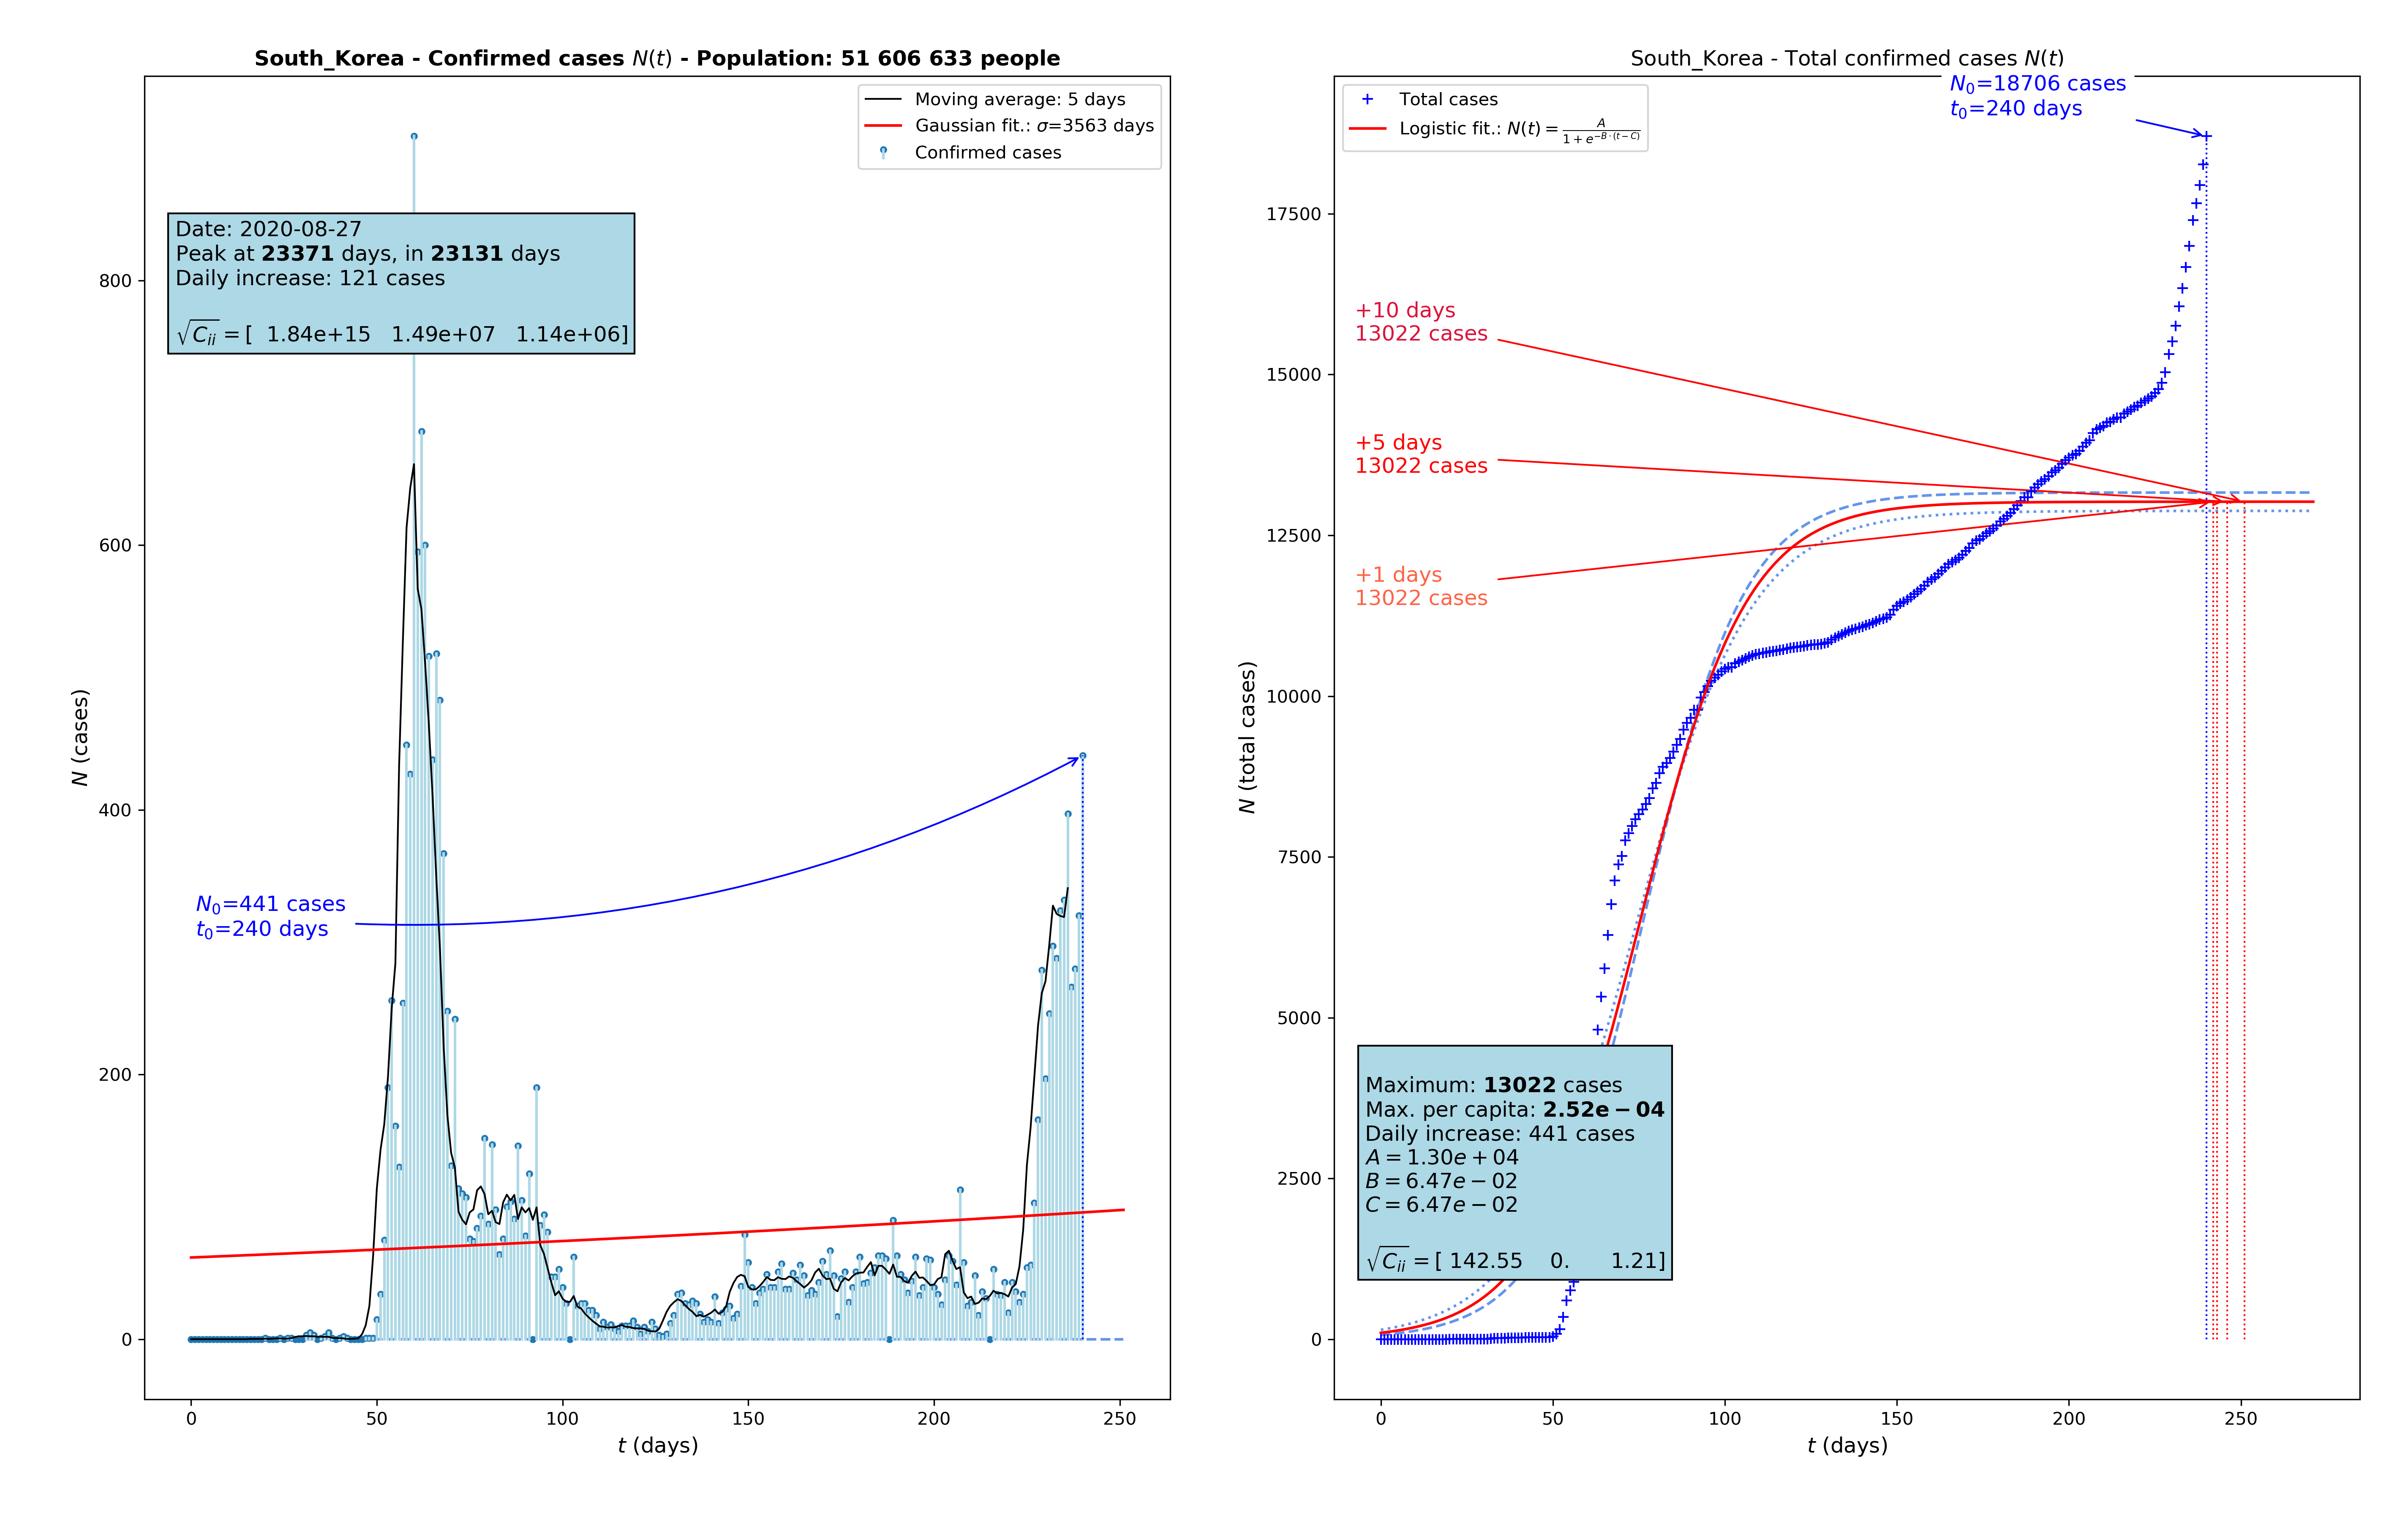 South_Korea - Confirmed cases N(t) - Population: 51 606 633 people
Moving average: 5 days
Gaussian fit.: σ=3563 days
Confirmed cases
Date: 2020-08-27
Peak at 23371 days, in 23131 days
Daily increase: 121 cases
√C_ii = [ 1.84e+15 1.49e+07 1.14e+06]
N_0=441 cases
t_0=240 days
N (cases)
800
600
400
200
0
0 50 100 150 200 250
t (days)
South_Korea - Total confirmed cases N(t)
N_0=18706 cases
t_0=240 days
Total cases
Logistic fit.: N(t) = A / (1 + e^{-B·(t-C)})
+10 days
13022 cases
+5 days
13022 cases
+1 days
13022 cases
Maximum: 13022 cases
Max. per capita: 2.52e − 04
Daily increase: 441 cases
A = 1.30e + 04
B = 6.47e − 02
C = 6.47e − 02
√C_ii = [ 142.55 0. 1.21]
N (total cases)
17500
15000
12500
10000
7500
5000
2500
0
0 50 100 150 200 250
t (days)